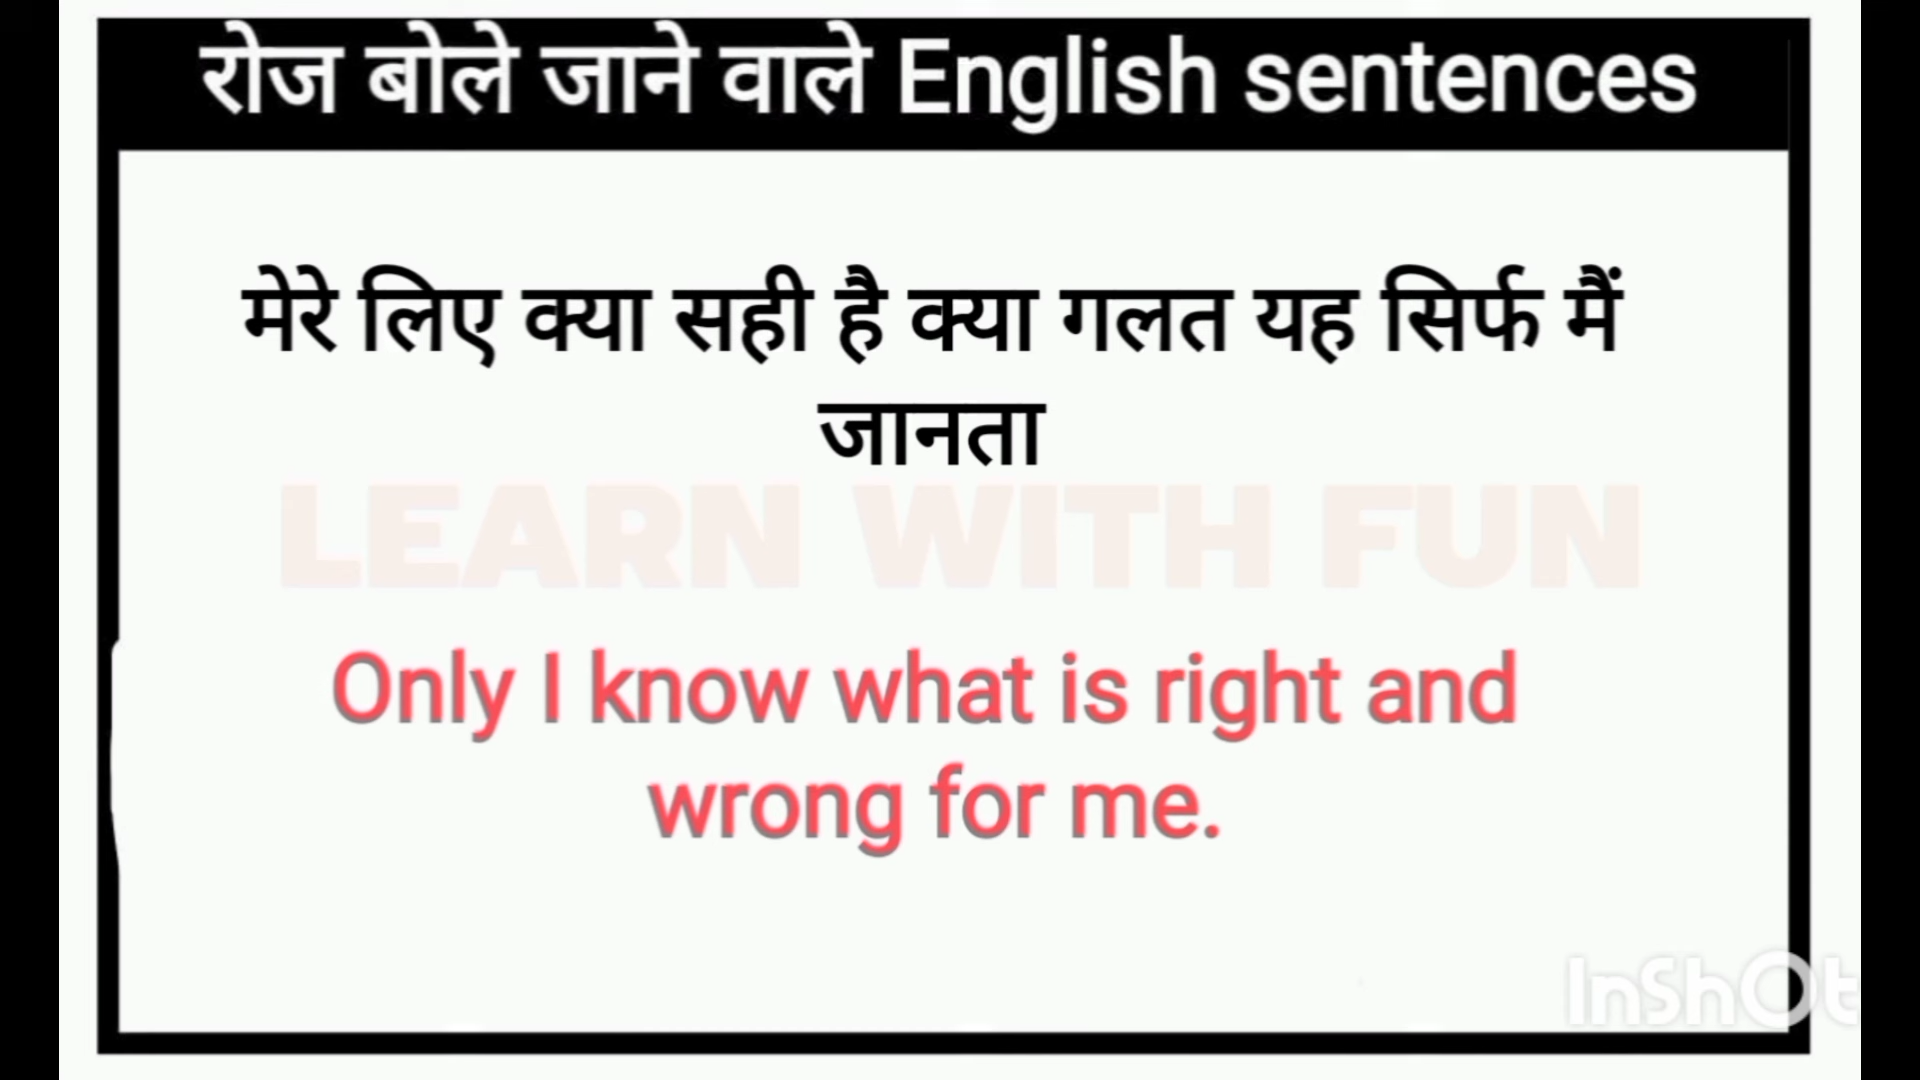 रोज बोले जाने वाले English sentences
मेरे लिए क्या सही है क्या गलत यह सिर्फ मैं
जानता
LEARN WITH FUN
Only I know what is right and
wrong for me.
InShOt